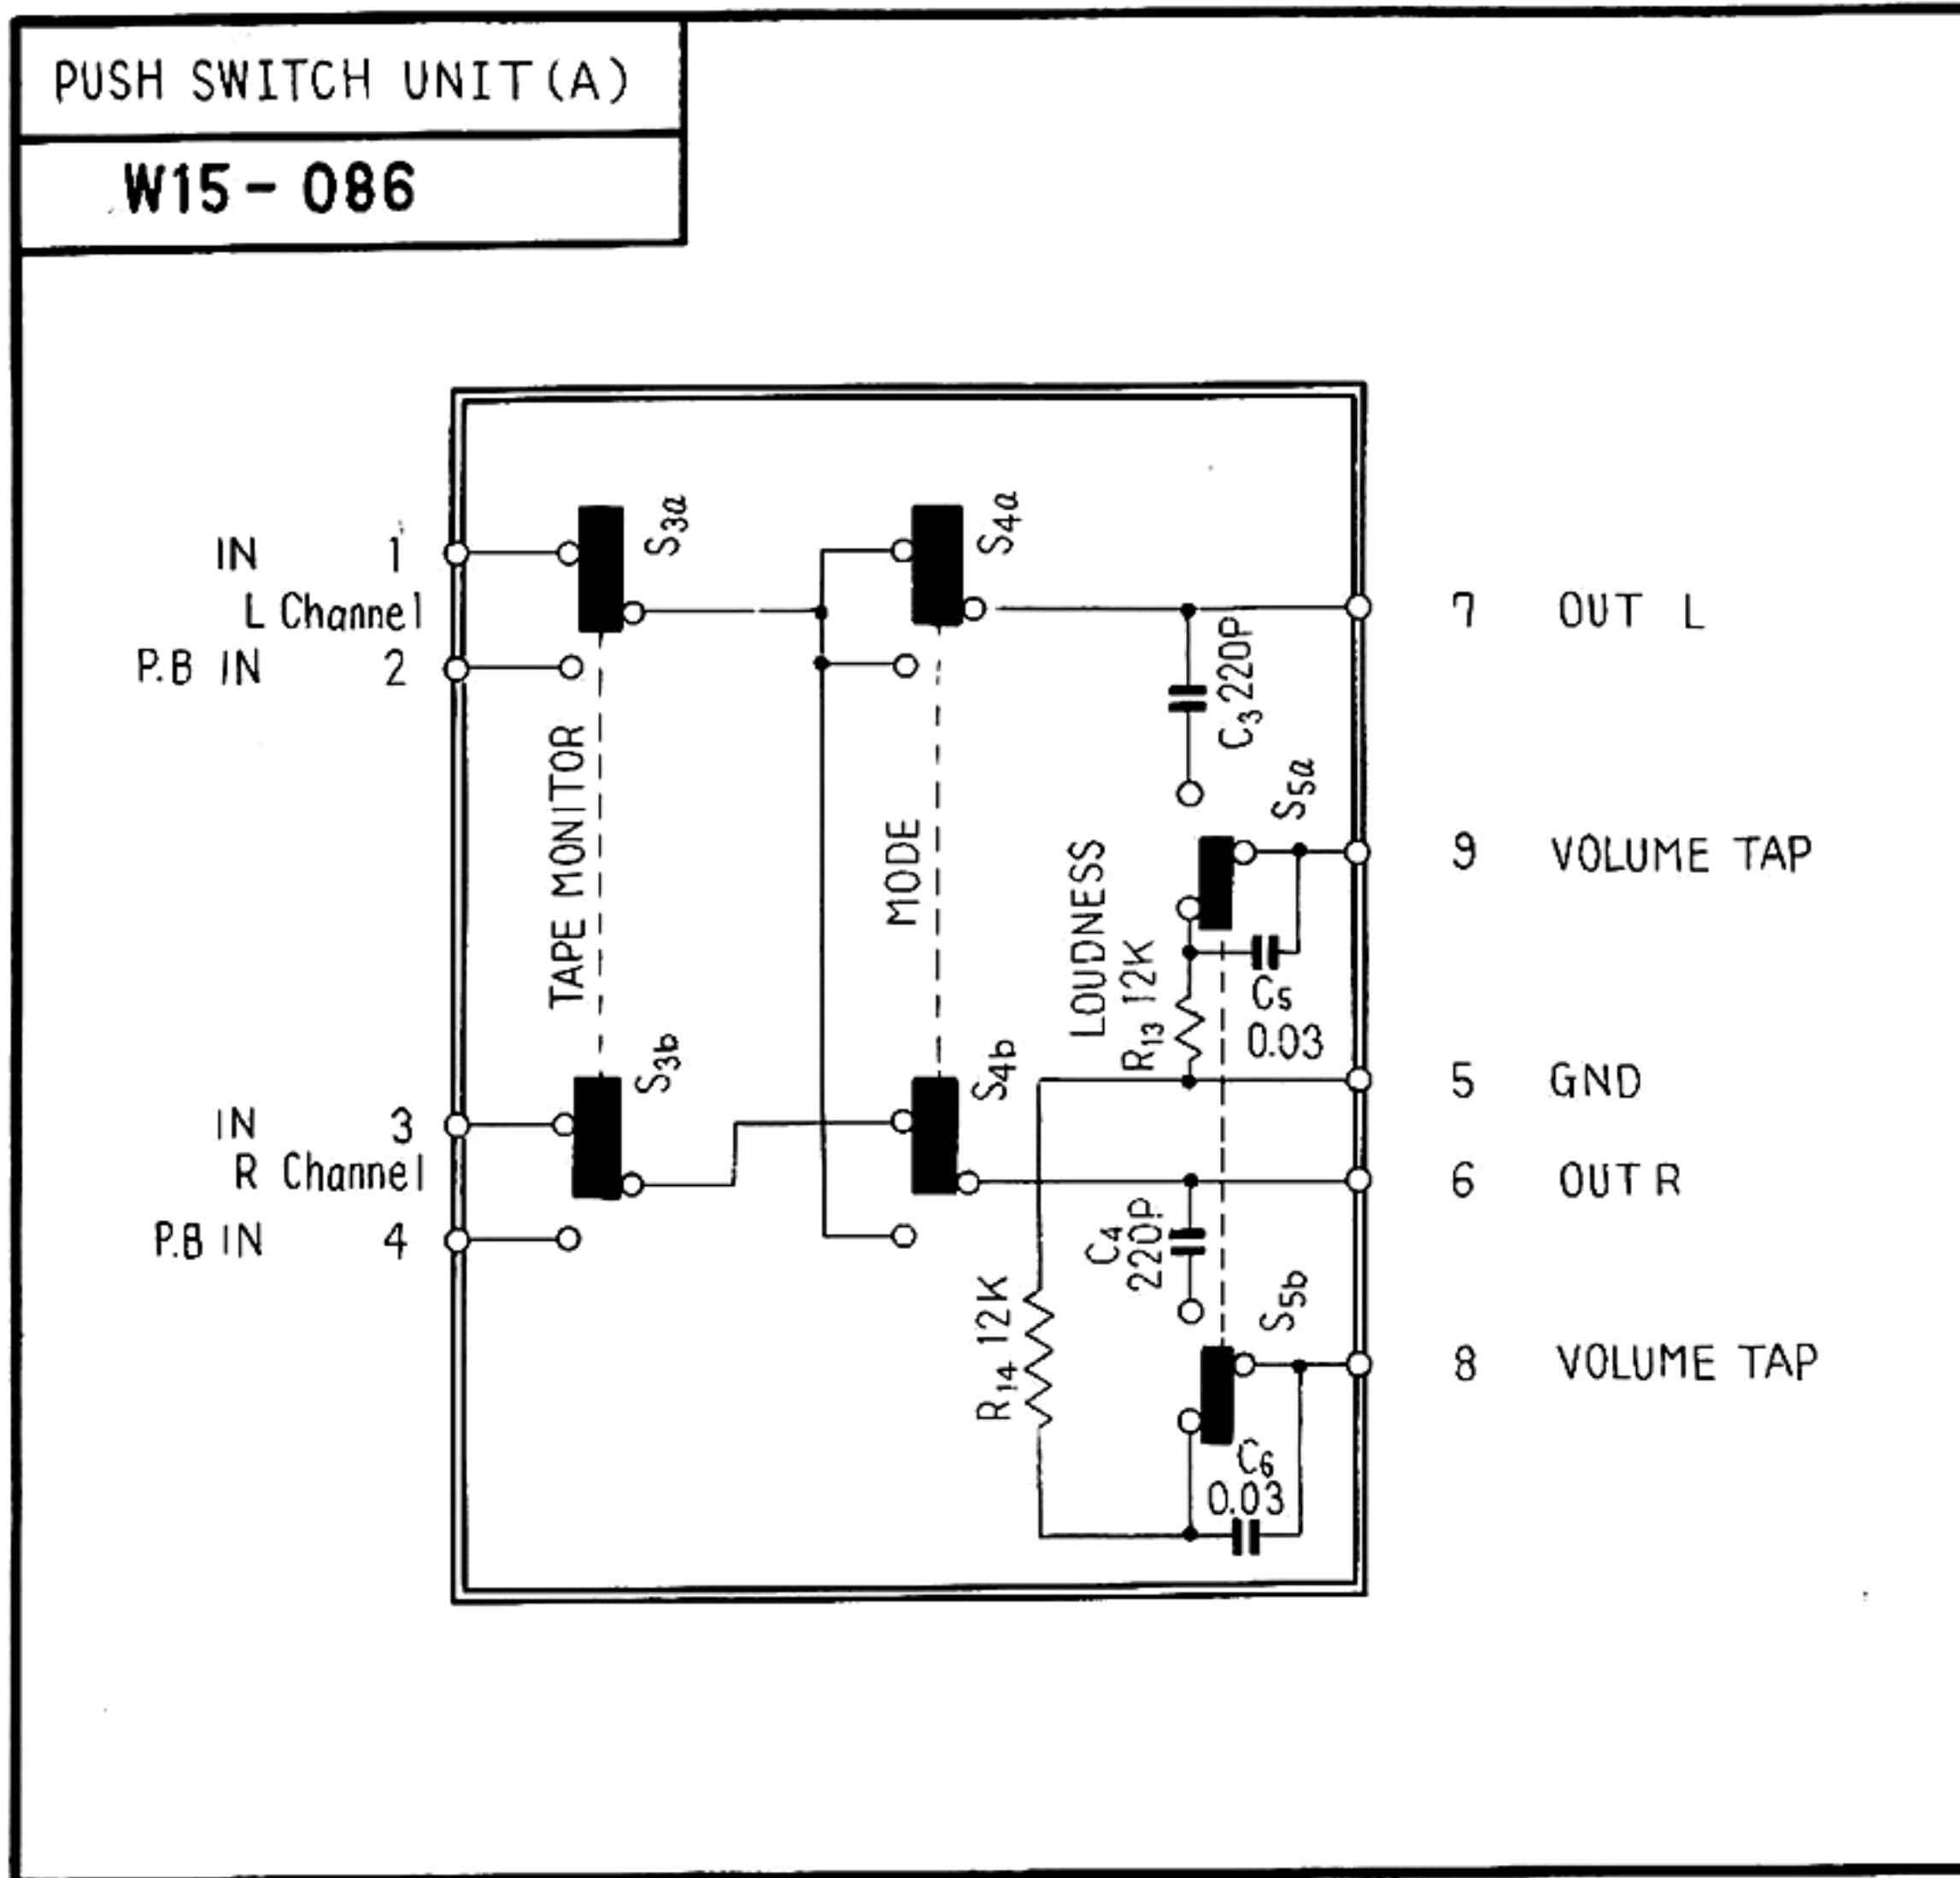 PUSH SWITCH UNIT(A)
W15-086
IN 1
L Channel
P.B IN 2
S3a
S4a
TAPE MONITOR
MODE
C3 220P
7 OUT L
S5a
9 VOLUME TAP
LOUDNESS
R13 12K
C5
0.03
5 GND
S3b
S4b
IN 3
R Channel
P.B IN 4
6 OUT R
C4
220P
R14 12K
S5b
8 VOLUME TAP
C6
0.03